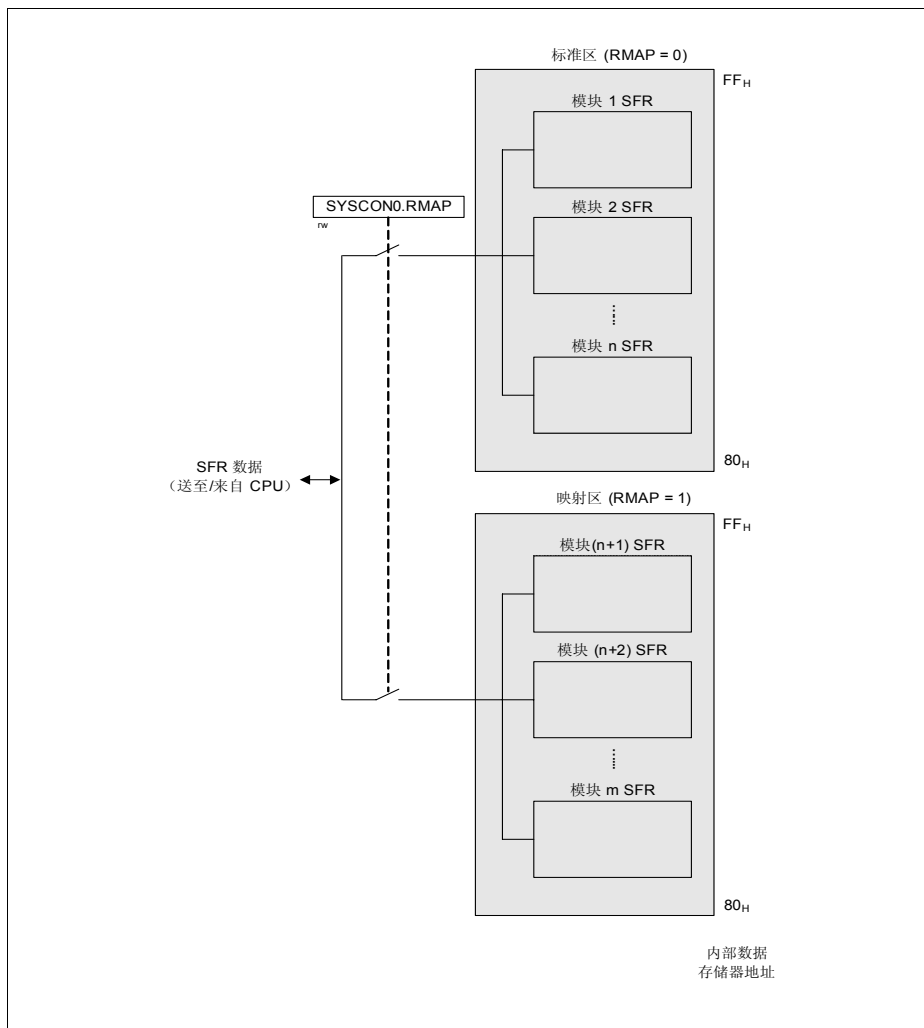 标准区 (RMAP = 0)
FFH
模块 1 SFR
SYSCON0.RMAP
rw
模块 2 SFR
模块 n SFR
80H
SFR 数据
（送至/来自 CPU）
映射区 (RMAP = 1)
FFH
模块(n+1) SFR
模块 (n+2) SFR
模块 m SFR
80H
内部数据
存储器地址